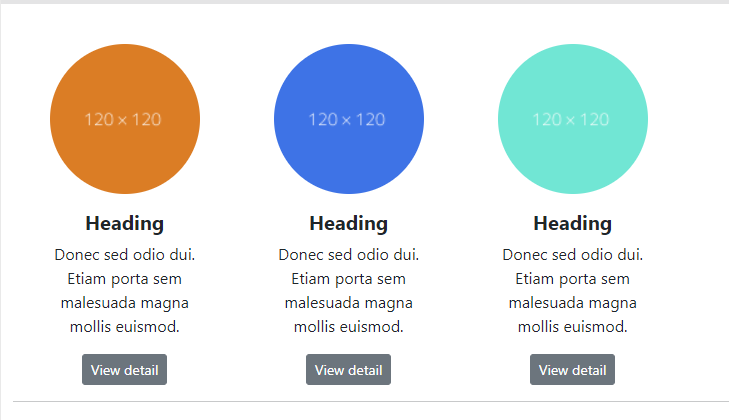 120 × 120
120 × 120
120 × 120
Heading
Donec sed odio dui.
Etiam porta sem
malesuada magna
mollis euismod.
View detail
Heading
Donec sed odio dui.
Etiam porta sem
malesuada magna
mollis euismod.
View detail
Heading
Donec sed odio dui.
Etiam porta sem
malesuada magna
mollis euismod.
View detail